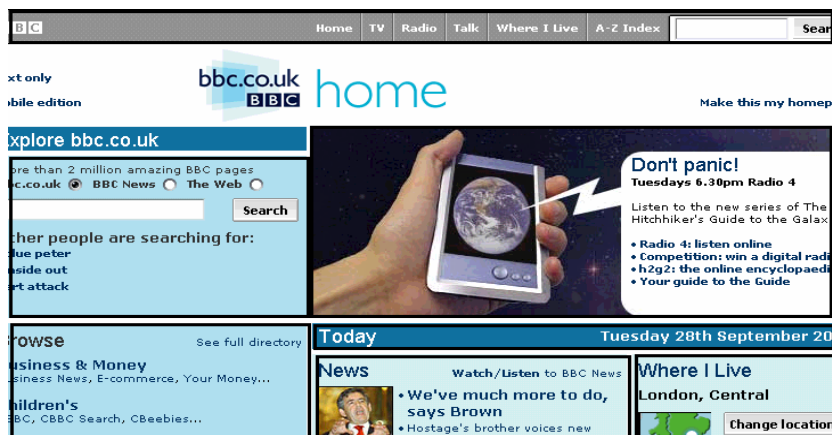 BBC Home TV Radio Talk Where I Live A-Z Index Sear
xt only
bile edition
bbc.co.uk
BBC
home
Make this my homep
xplore bbc.co.uk
ore than 2 million amazing BBC pages
bc.co.uk BBC News The Web
Search
ther people are searching for:
lue peter
nside out
rt attack
Don't panic!
Tuesdays 6.30pm Radio 4
Listen to the new series of The
Hitchhiker's Guide to the Galax
• Radio 4: listen online
• Competition: win a digital radi
• h2g2: the online encyclopaedi
• Your guide to the Guide
rowse See full directory
usiness & Money
siness News, E-commerce, Your Money...
hildren's
BC, CBBC Search, CBeebies...
Today Tuesday 28th September 20
News Watch/Listen to BBC News
• We've much more to do,
says Brown
• Hostage's brother voices new
Where I Live
London, Central
Change location